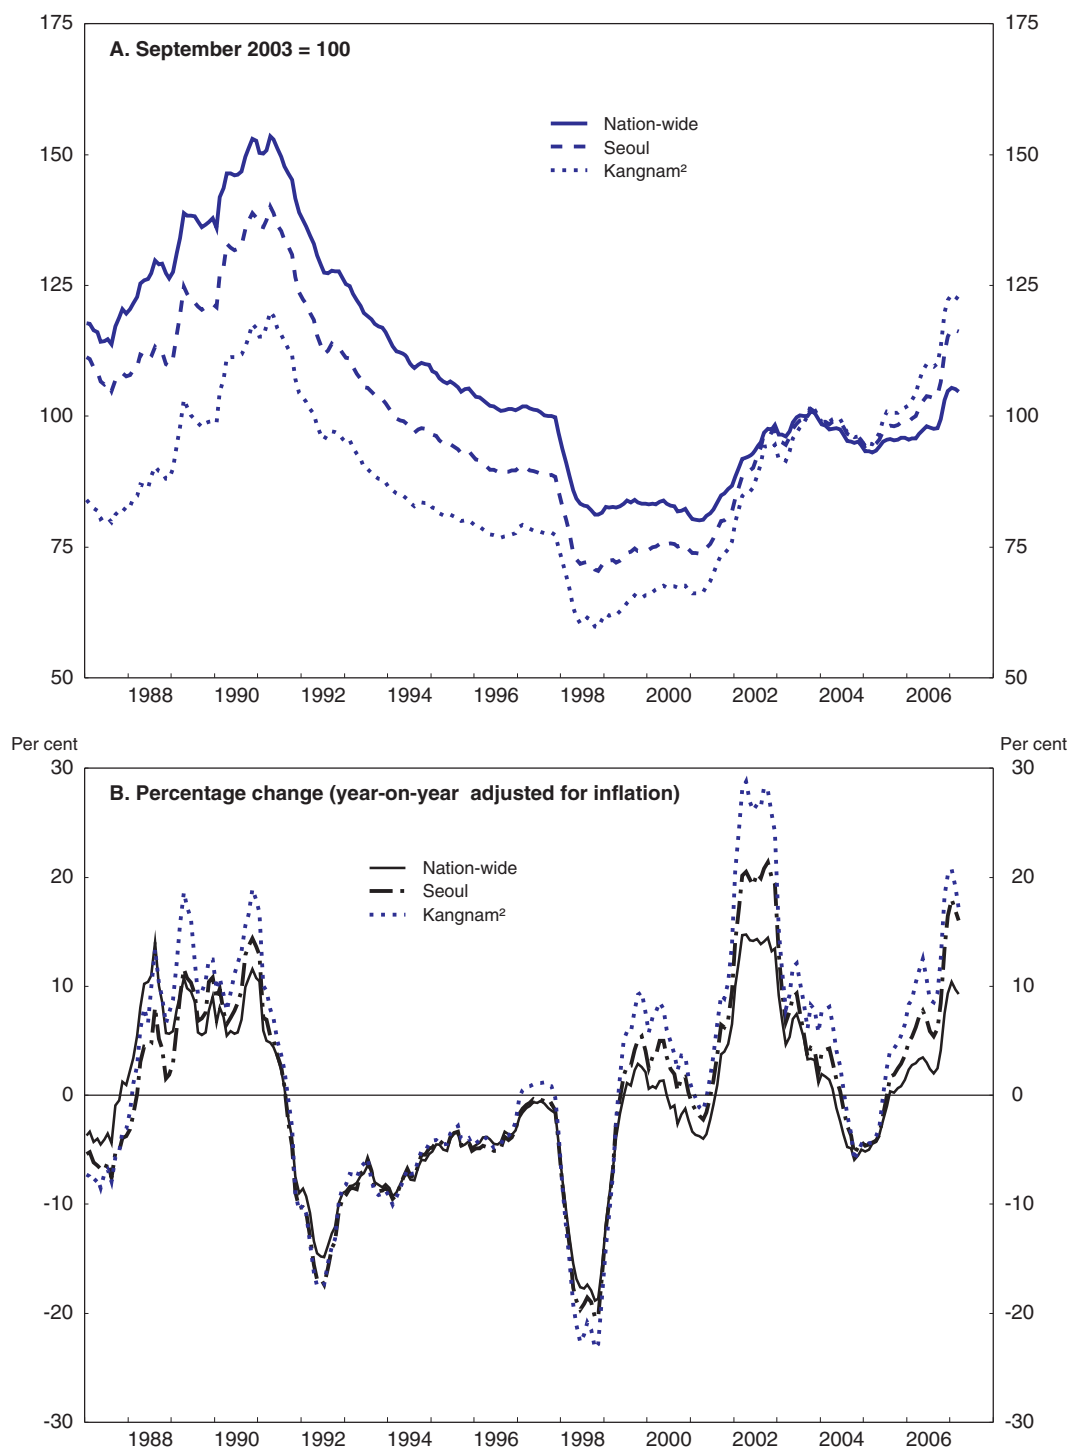 175 175
A. September 2003 = 100
Nation-wide
150 150
Seoul
Kangnam²
125 125
100 100
75 75
50 50
1988 1990 1992 1994 1996 1998 2000 2002 2004 2006
Per cent Per cent
30 30
B. Percentage change (year-on-year adjusted for inflation)
Nation-wide
20 20
Seoul
Kangnam²
10 10
0 0
-10 -10
-20 -20
-30 -30
1988 1990 1992 1994 1996 1998 2000 2002 2004 2006